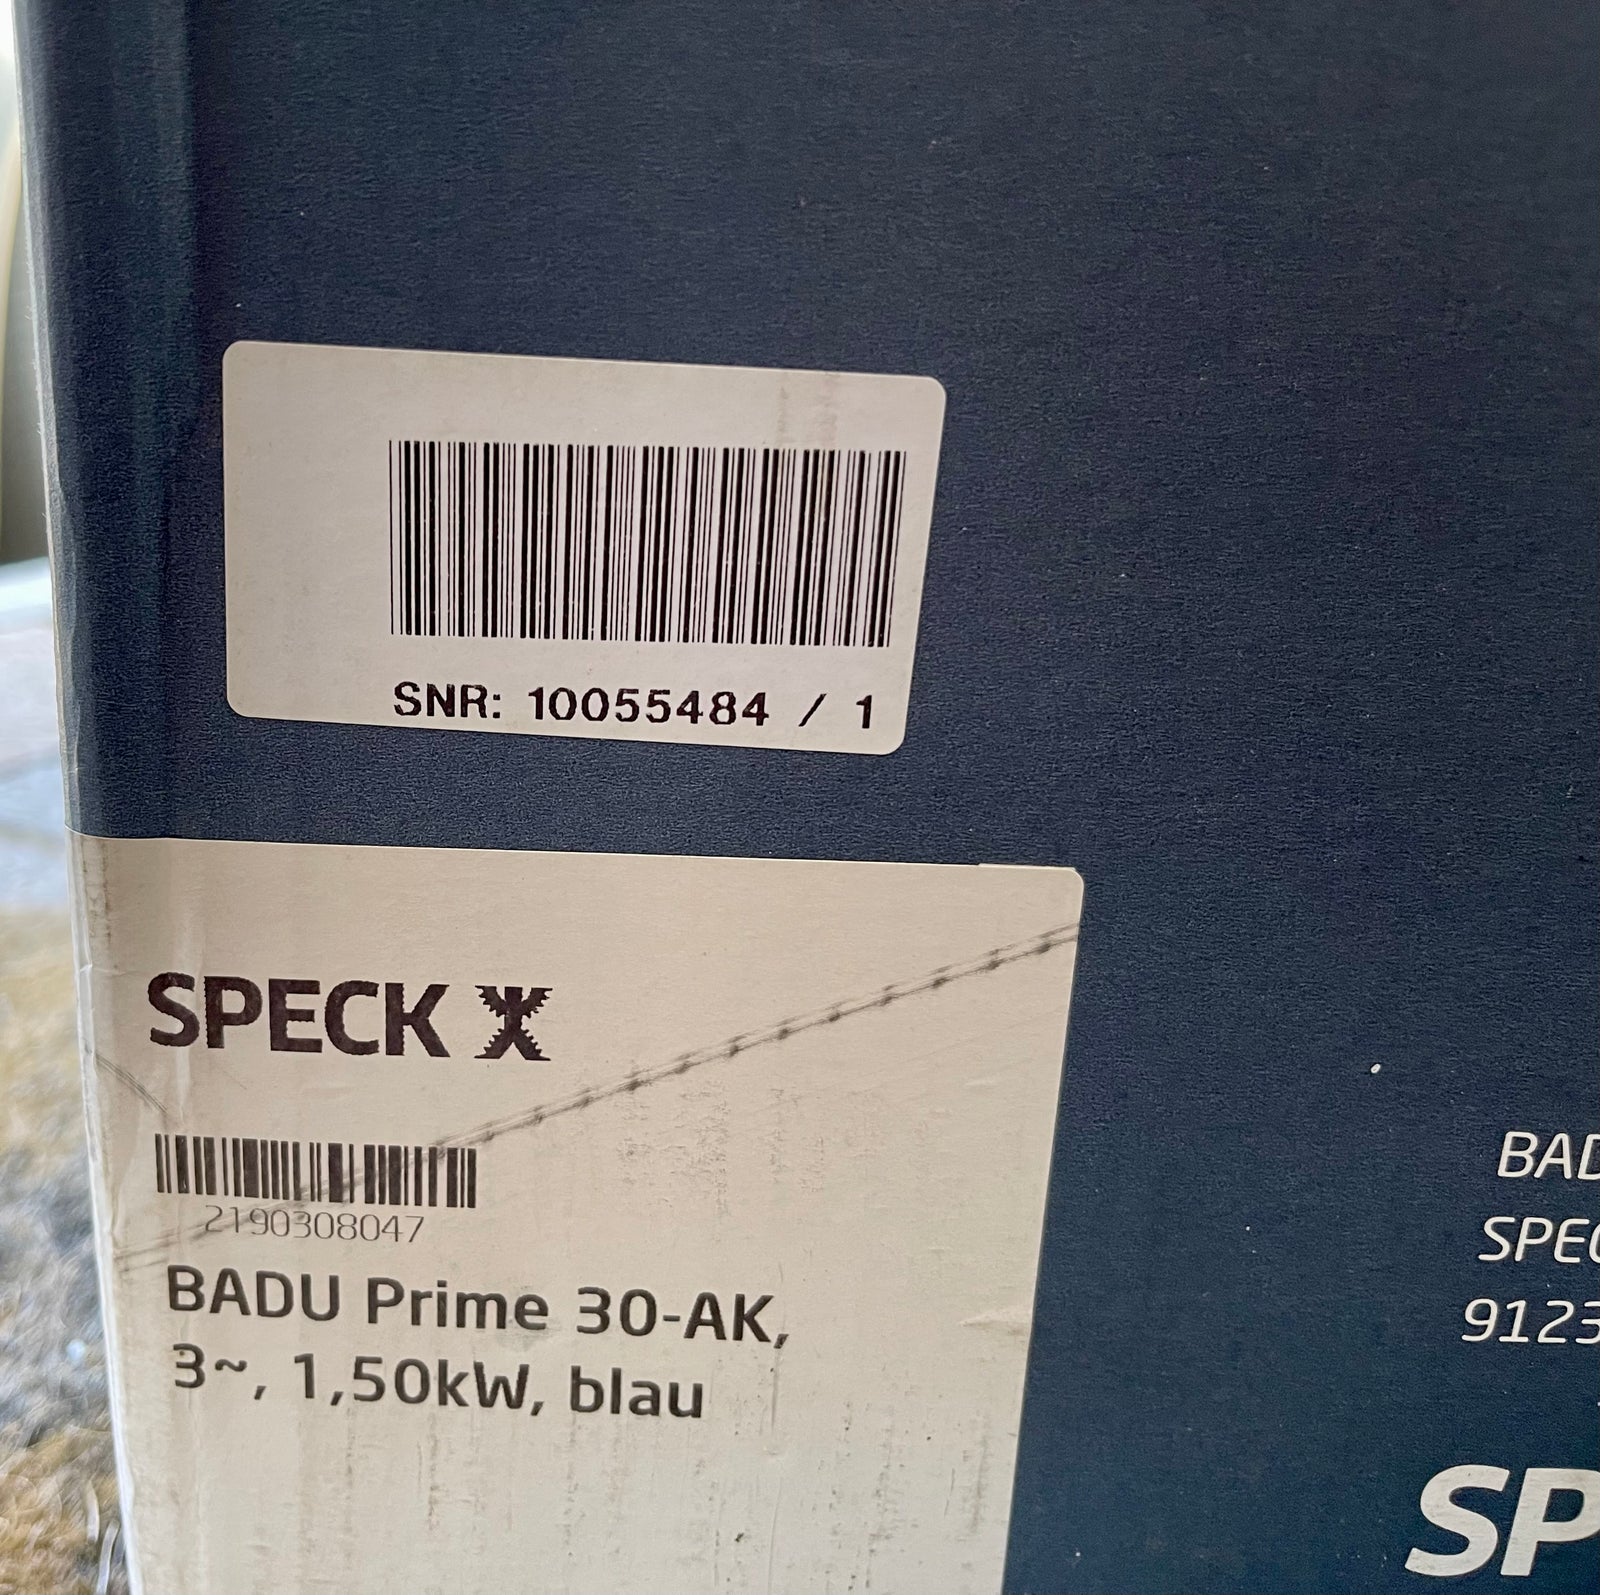 SNR: 10055484 / 1
SPECK
2190308047
BADU Prime 30-AK,
3~, 1,50kW, blau